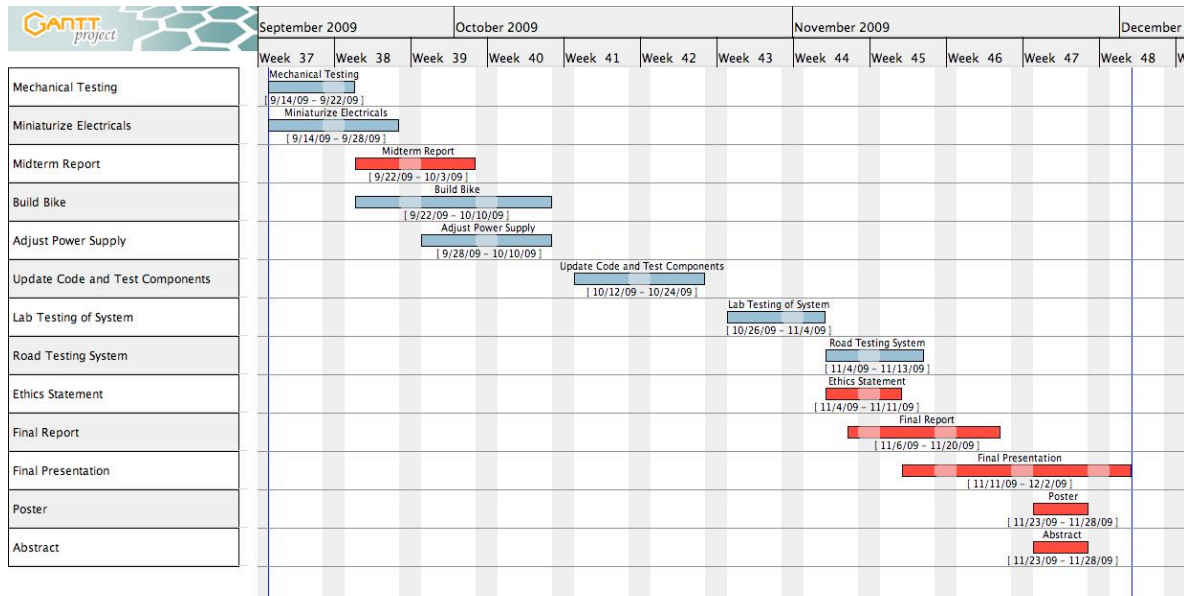 GANTT
project
September 2009 October 2009 November 2009 December
Week 37 Week 38 Week 39 Week 40 Week 41 Week 42 Week 43 Week 44 Week 45 Week 46 Week 47 Week 48 W
Mechanical Testing
Mechanical Testing
[ 9/14/09 - 9/22/09 ]
Miniaturize Electricals
Miniaturize Electricals
[ 9/14/09 - 9/28/09 ]
Midterm Report
Midterm Report
[ 9/22/09 - 10/3/09 ]
Build Bike
Build Bike
[ 9/22/09 - 10/10/09 ]
Adjust Power Supply
Adjust Power Supply
[ 9/28/09 - 10/10/09 ]
Update Code and Test Components
Update Code and Test Components
[ 10/12/09 - 10/24/09 ]
Lab Testing of System
Lab Testing of System
[ 10/26/09 - 11/4/09 ]
Road Testing System
Road Testing System
[ 11/4/09 - 11/13/09 ]
Ethics Statement
Ethics Statement
[ 11/4/09 - 11/11/09 ]
Final Report
Final Report
[ 11/6/09 - 11/20/09 ]
Final Presentation
Final Presentation
[ 11/11/09 - 12/2/09 ]
Poster
Poster
[ 11/23/09 - 11/28/09 ]
Abstract
Abstract
[ 11/23/09 - 11/28/09 ]